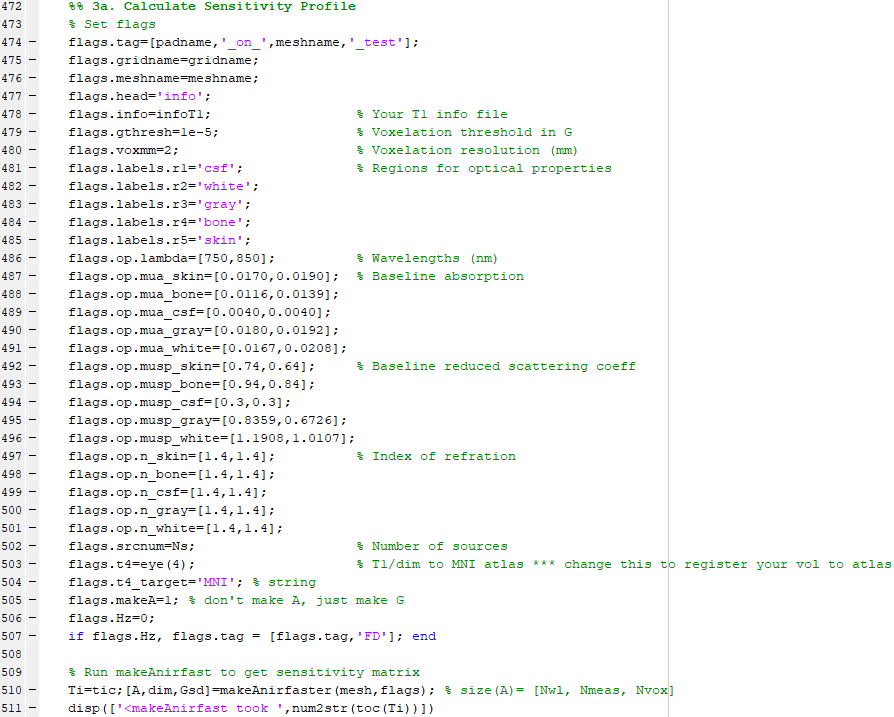 472 %% 3a. Calculate Sensitivity Profile
473 % Set flags
474 – flags.tag=[padname,'_on_',meshname,'_test'];
475 – flags.gridname=gridname;
476 – flags.meshname=meshname;
477 – flags.head='info';
478 – flags.info=infoT1; % Your T1 info file
479 – flags.gthresh=1e-5; % Voxelation threshold in G
480 – flags.voxmm=2; % Voxelation resolution (mm)
481 – flags.labels.r1='csf'; % Regions for optical properties
482 – flags.labels.r2='white';
483 – flags.labels.r3='gray';
484 – flags.labels.r4='bone';
485 – flags.labels.r5='skin';
486 – flags.op.lambda=[750,850]; % Wavelengths (nm)
487 – flags.op.mua_skin=[0.0170,0.0190]; % Baseline absorption
488 – flags.op.mua_bone=[0.0116,0.0139];
489 – flags.op.mua_csf=[0.0040,0.0040];
490 – flags.op.mua_gray=[0.0180,0.0192];
491 – flags.op.mua_white=[0.0167,0.0208];
492 – flags.op.musp_skin=[0.74,0.64]; % Baseline reduced scattering coeff
493 – flags.op.musp_bone=[0.94,0.84];
494 – flags.op.musp_csf=[0.3,0.3];
495 – flags.op.musp_gray=[0.8359,0.6726];
496 – flags.op.musp_white=[1.1908,1.0107];
497 – flags.op.n_skin=[1.4,1.4]; % Index of refration
498 – flags.op.n_bone=[1.4,1.4];
499 – flags.op.n_csf=[1.4,1.4];
500 – flags.op.n_gray=[1.4,1.4];
501 – flags.op.n_white=[1.4,1.4];
502 – flags.srcnum=Ns; % Number of sources
503 – flags.t4=eye(4); % T1/dim to MNI atlas *** change this to register your vol to atlas
504 – flags.t4_target='MNI'; % string
505 – flags.makeA=1; % don't make A, just make G
506 – flags.Hz=0;
507 – if flags.Hz, flags.tag = [flags.tag,'FD']; end
508
509 % Run makeAnirfast to get sensitivity matrix
510 – Ti=tic;[A,dim,Gsd]=makeAnirfaster(mesh,flags); % size(A)= [Nwl, Nmeas, Nvox]
511 – disp(['<makeAnirfast took ',num2str(toc(Ti))])